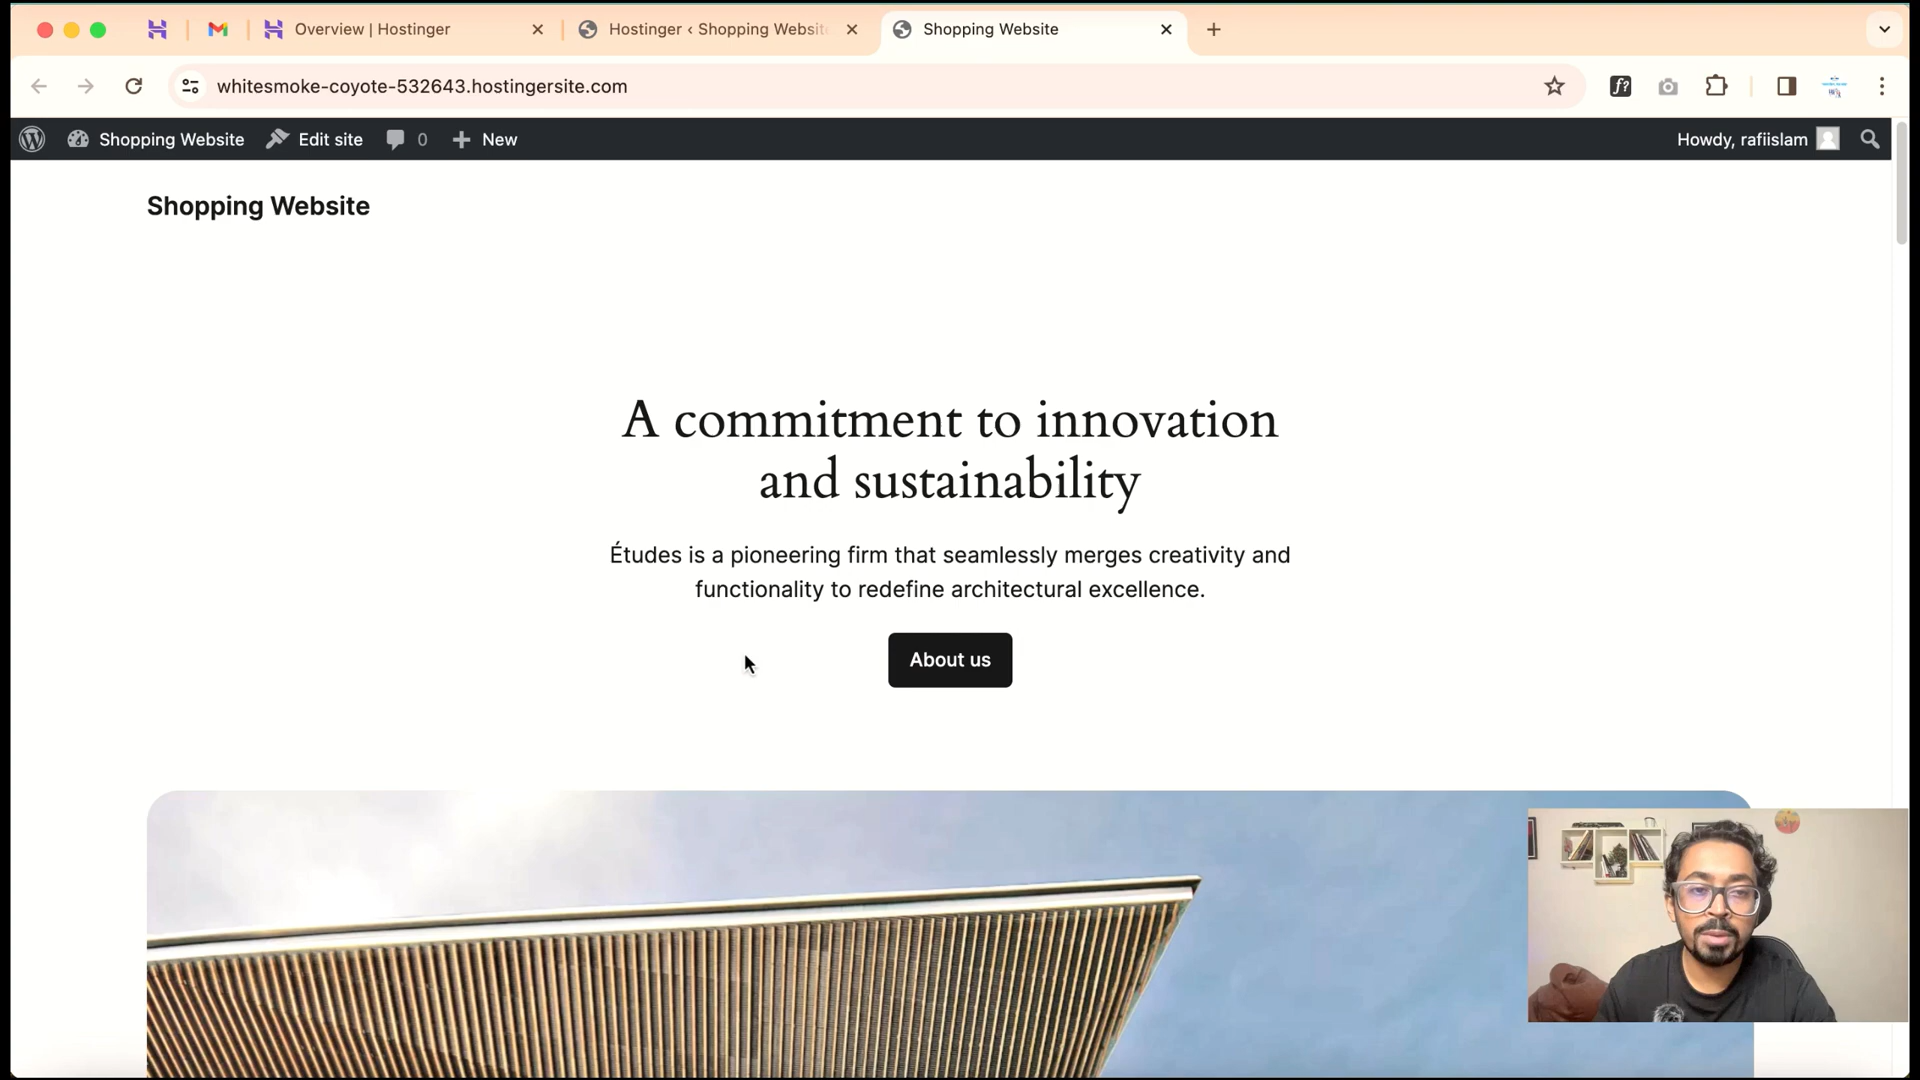 Overview | Hostinger
Hostinger ‹ Shopping Websit
Shopping Website
whitesmoke-coyote-532643.hostingersite.com
f?
Shopping Website
Edit site
0
New
Howdy, rafiislam
Shopping Website
A commitment to innovation
and sustainability
Études is a pioneering firm that seamlessly merges creativity and
functionality to redefine architectural excellence.
About us